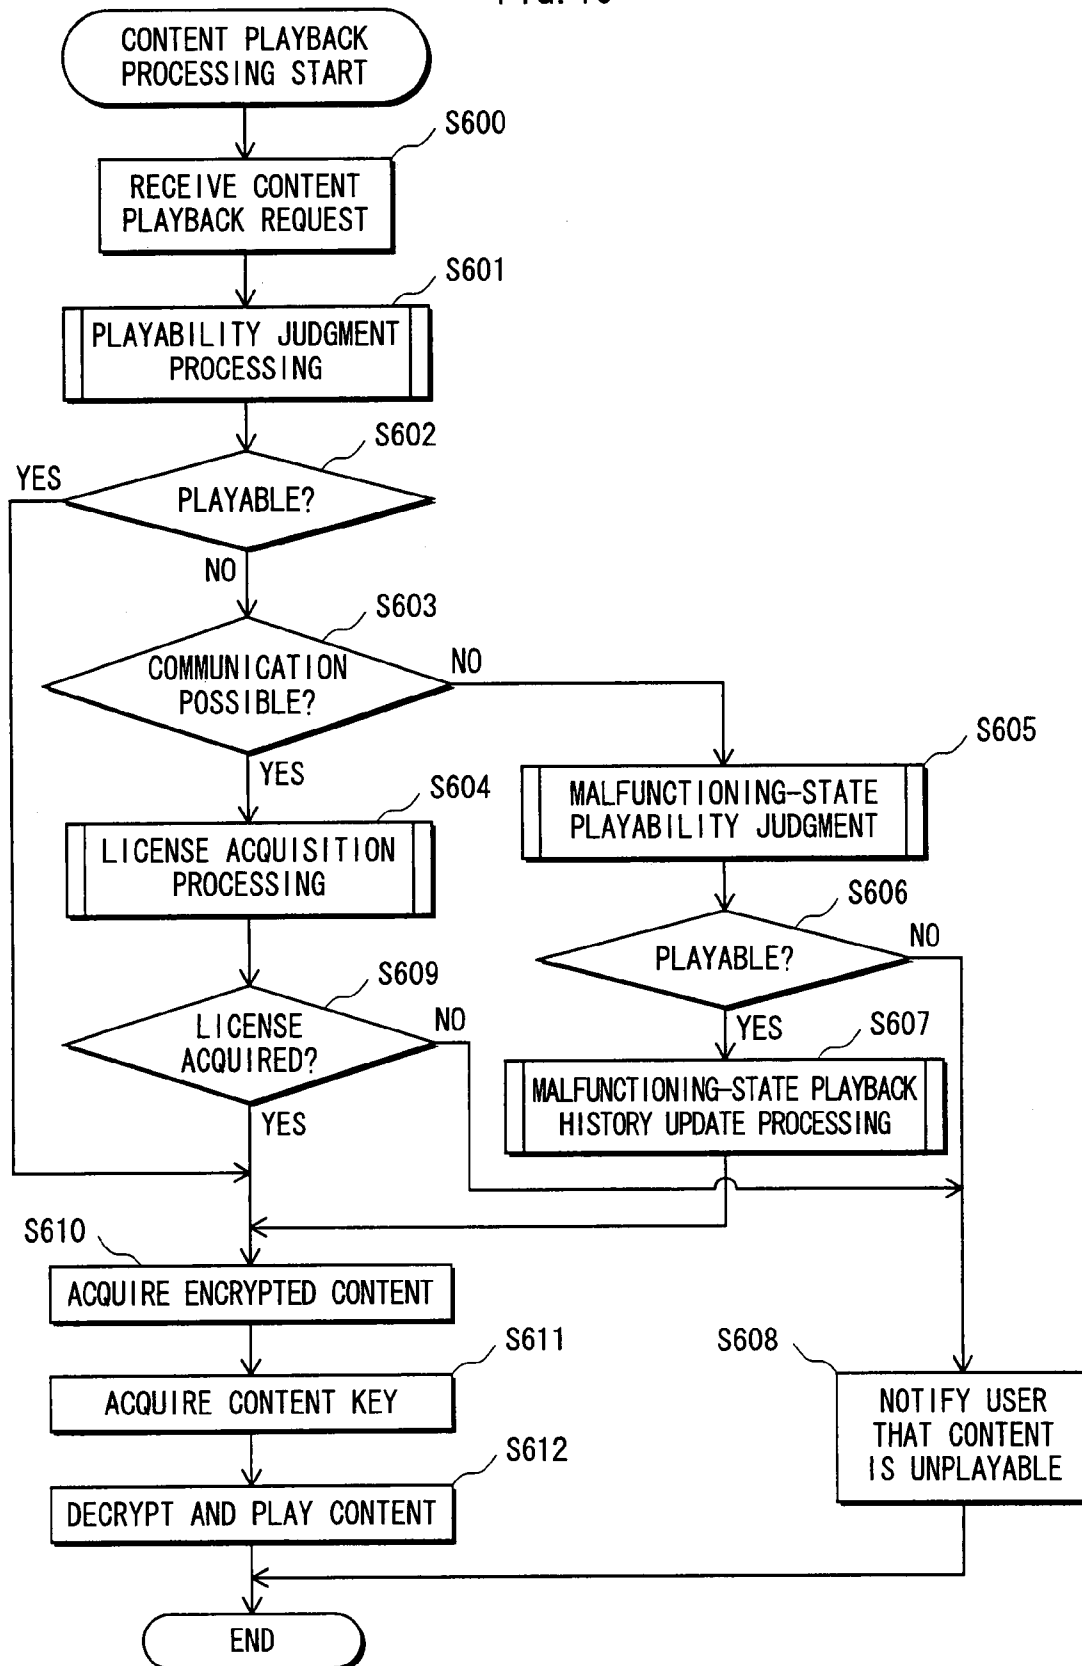 CONTENT PLAYBACK
PROCESSING START
S600
RECEIVE CONTENT
PLAYBACK REQUEST
S601
PLAYABILITY JUDGMENT
PROCESSING
S602
YES
PLAYABLE?
NO
S603
COMMUNICATION
POSSIBLE?
NO
YES
S604
LICENSE ACQUISITION
PROCESSING
S605
MALFUNCTIONING-STATE
PLAYABILITY JUDGMENT
S606
PLAYABLE?
NO
YES
S609
LICENSE
ACQUIRED?
NO
YES
S607
MALFUNCTIONING-STATE PLAYBACK
HISTORY UPDATE PROCESSING
S610
ACQUIRE ENCRYPTED CONTENT
S611
ACQUIRE CONTENT KEY
S608
NOTIFY USER
THAT CONTENT
IS UNPLAYABLE
S612
DECRYPT AND PLAY CONTENT
END